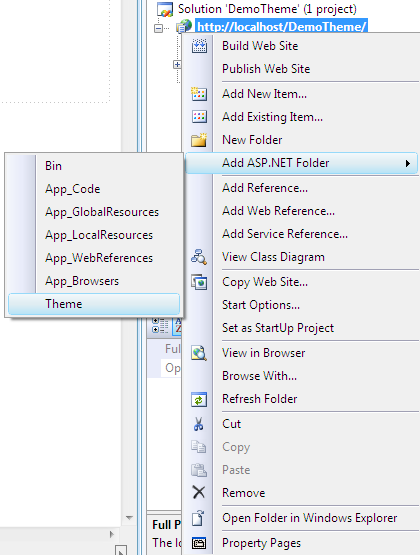 Solution 'DemoTheme' (1 project)
http://localhost/DemoTheme/
Build Web Site
Publish Web Site
Add New Item...
Add Existing Item...
New Folder
Add ASP.NET Folder
Bin
App_Code
App_GlobalResources
App_LocalResources
App_WebReferences
App_Browsers
Theme
Add Reference...
Add Web Reference...
Add Service Reference...
View Class Diagram
Copy Web Site...
Start Options...
Set as StartUp Project
View in Browser
Browse With...
Refresh Folder
Cut
Copy
Paste
Remove
Open Folder in Windows Explorer
Property Pages
Full
Op
Full P
The lo